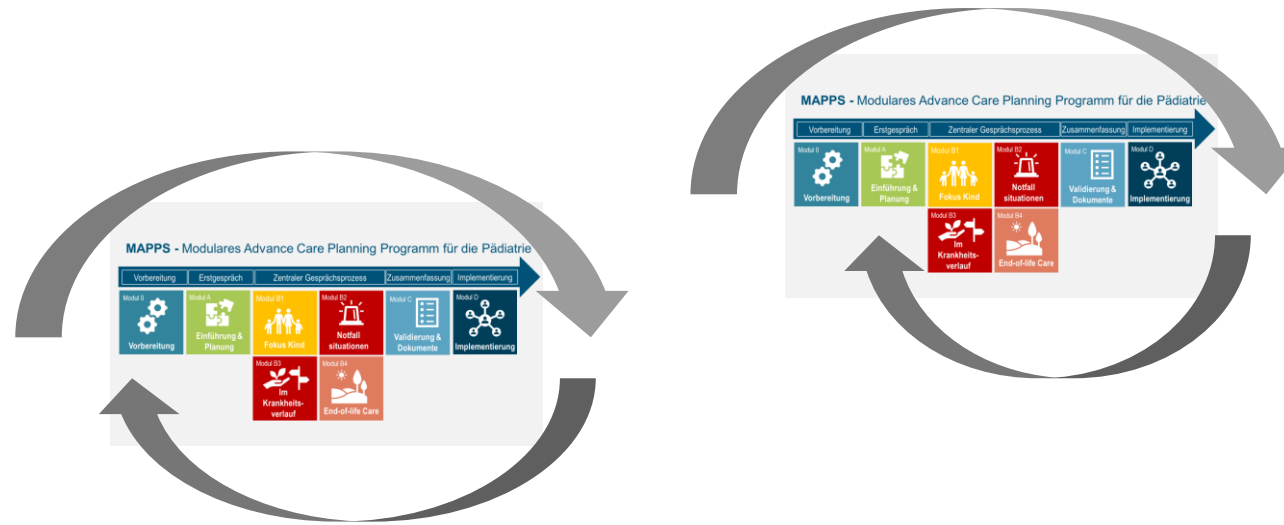 MAPPS - Modulares Advance Care Planning Programm für die Pädiatrie
Vorbereitung Erstgespräch Zentraler Gesprächsprozess Zusammenfassung Implementierung
Modul 0 Modul A Modul B1 Modul B2 Modul C Modul D
Vorbereitung
Einführung &
Planung
Fokus Kind
Notfall
situationen
Validierung &
Dokumente
Implementierung
Modul B3 Modul B4
Im
Krankheits-
verlauf
End-of-life Care
MAPPS - Modulares Advance Care Planning Programm für die Pädiatrie
Vorbereitung Erstgespräch Zentraler Gesprächsprozess Zusammenfassung Implementierung
Modul 0 Modul A Modul B1 Modul B2 Modul C Modul D
Vorbereitung
Einführung &
Planung
Fokus Kind
Notfall
situationen
Validierung &
Dokumente
Implementierung
Modul B3 Modul B4
Im
Krankheits-
verlauf
End-of-life Care